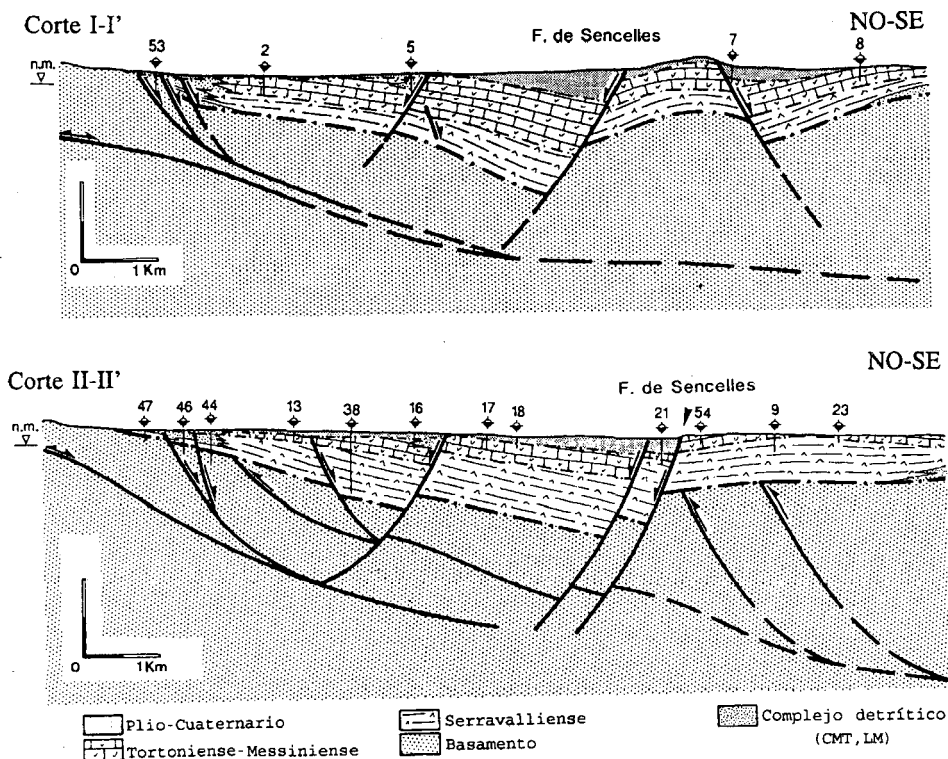 Corte I-I'
NO-SE
F. de Sencelles
53 2 5 7 8
n.m.
0 1 Km
Corte II-II'
NO-SE
F. de Sencelles
47 46 44 13 38 16 17 18 21 54 9 23
n.m.
0 1 Km
Plio-Cuaternario
Serravalliense
Complejo detrítico
Tortoniense-Messiniense
Basamento
(CMT, LM)